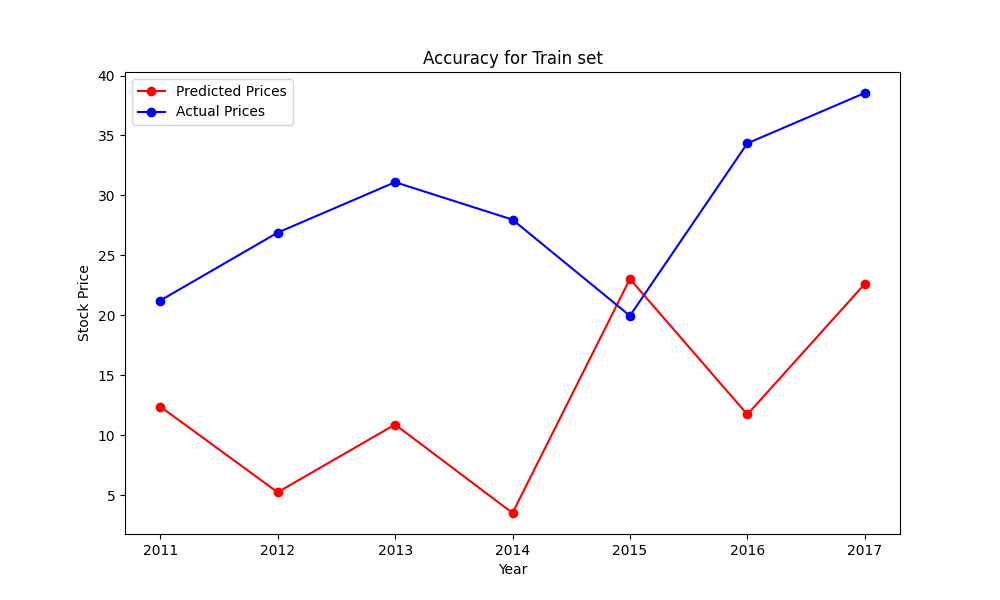 Accuracy for Train set
Predicted Prices
Actual Prices
Stock Price
40
35
30
25
20
15
10
5
2011 2012 2013 2014 2015 2016 2017
Year